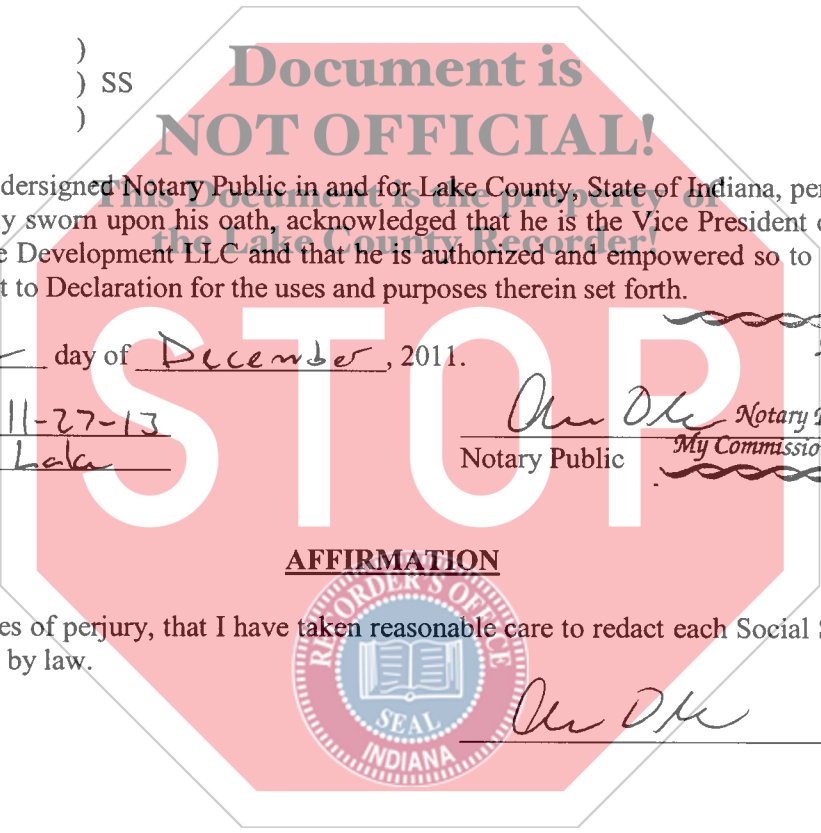 )
) SS
)
Document is
NOT OFFICIAL!
This Document is the property of
the Lake County Recorder!
dersigned Notary Public in and for Lake County, State of Indiana, per
y sworn upon his oath, acknowledged that he is the Vice President
e Development LLC and that he is authorized and empowered so to
t to Declaration for the uses and purposes therein set forth.
day of December, 2011.
11-27-13
Lake
Notary
Notary Public My Commissio
STOP
AFFIRMATION
es of perjury, that I have taken reasonable care to redact each Social
by law.
RECORDER'S OFFICE
SEAL
INDIANA